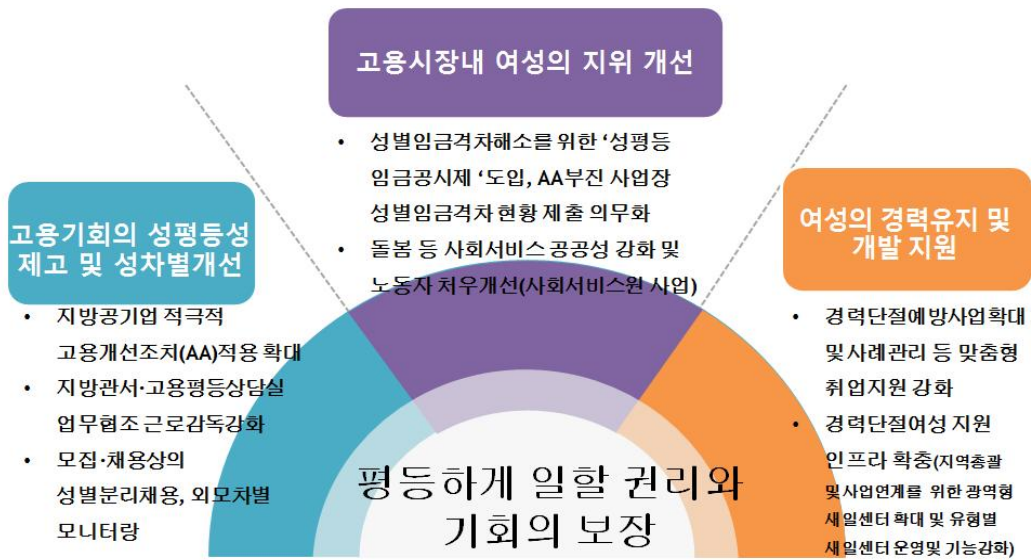 고용시장내 여성의 지위 개선
• 성별임금격차해소를 위한 ‘성평등
임금공시제 ‘도입, AA부진 사업장
성별임금격차 현황 제출 의무화
• 돌봄 등 사회서비스 공공성 강화 및
노동자 처우개선(사회서비스원 사업)
고용기회의 성평등성
제고 및 성차별개선
• 지방공기업 적극적
고용개선조치(AA)적용 확대
• 지방관서·고용평등상담실
업무협조 근로감독강화
• 모집·채용상의
성별분리채용, 외모차별
모니터랑
여성의 경력유지 및
개발 지원
• 경력단절예방사업확대
및사례관리 등 맞춤형
취업지원 강화
• 경력단절여성 지원
인프라 확충(지역총괄
및사업연계를 위한 광역형
새일센터 확대 및 유형별
새일센터 운영및 기능강화)
평등하게 일할 권리와
기회의 보장